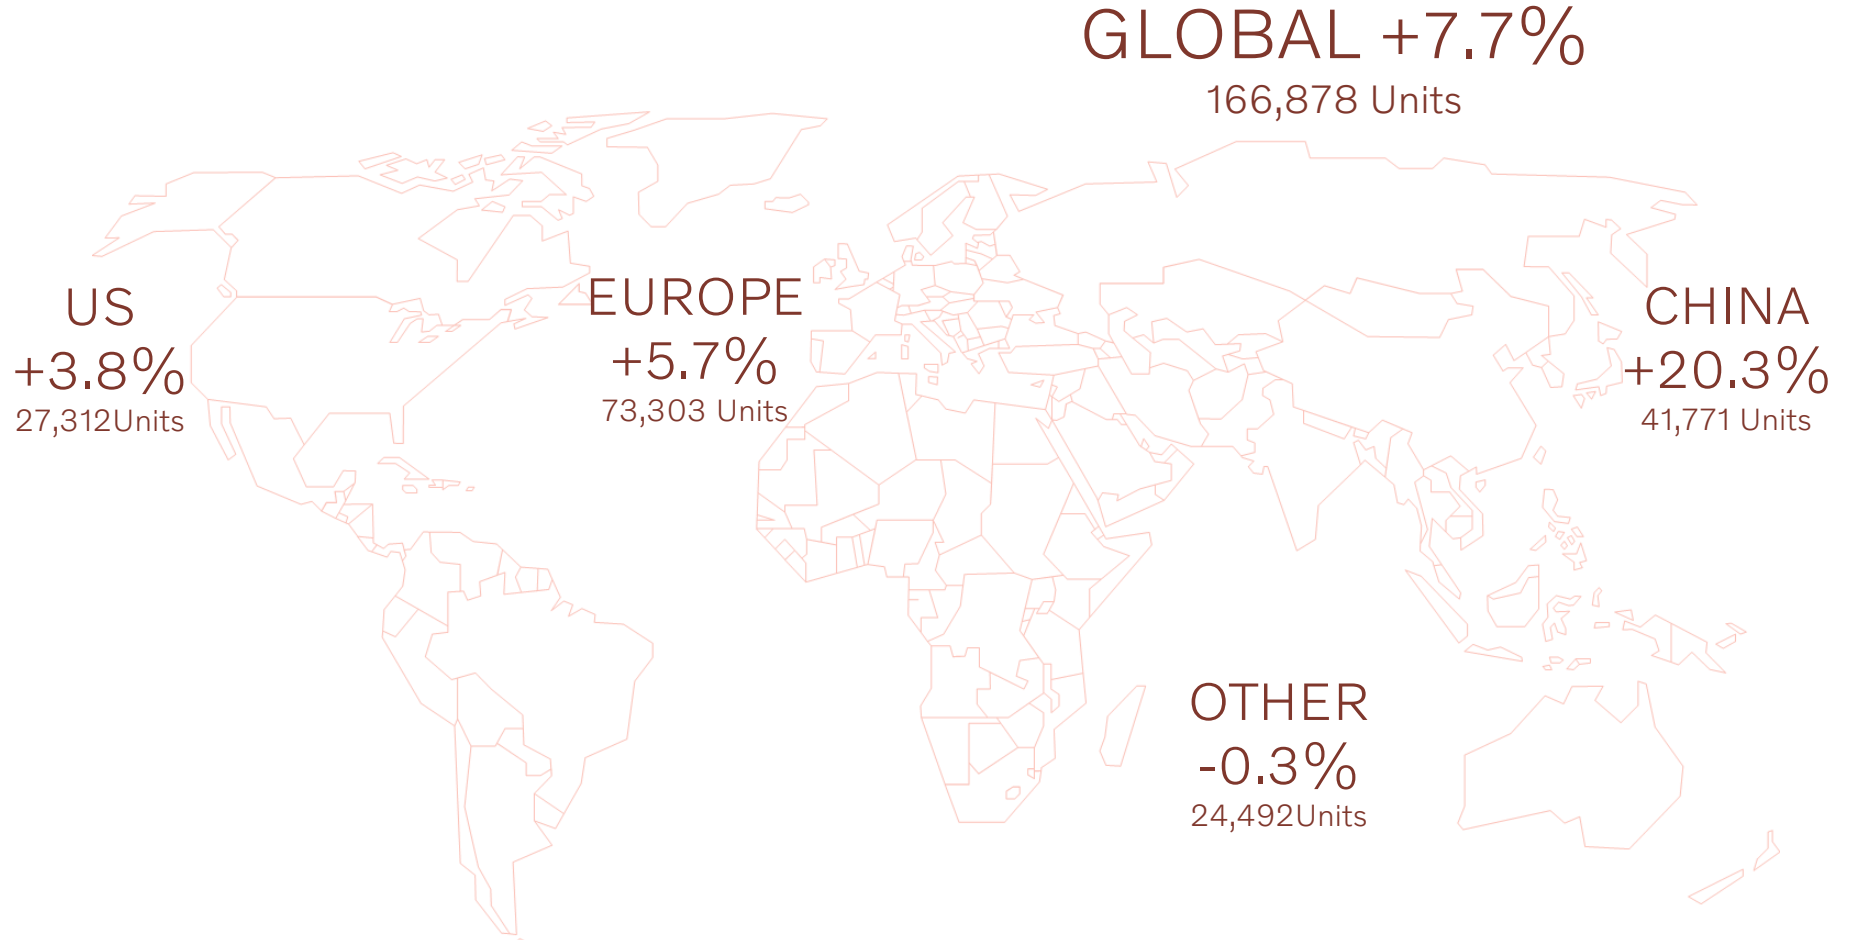 GLOBAL +7.7%
166,878 Units
US
+3.8%
27,312Units
EUROPE
+5.7%
73,303 Units
CHINA
+20.3%
41,771 Units
OTHER
-0.3%
24,492Units